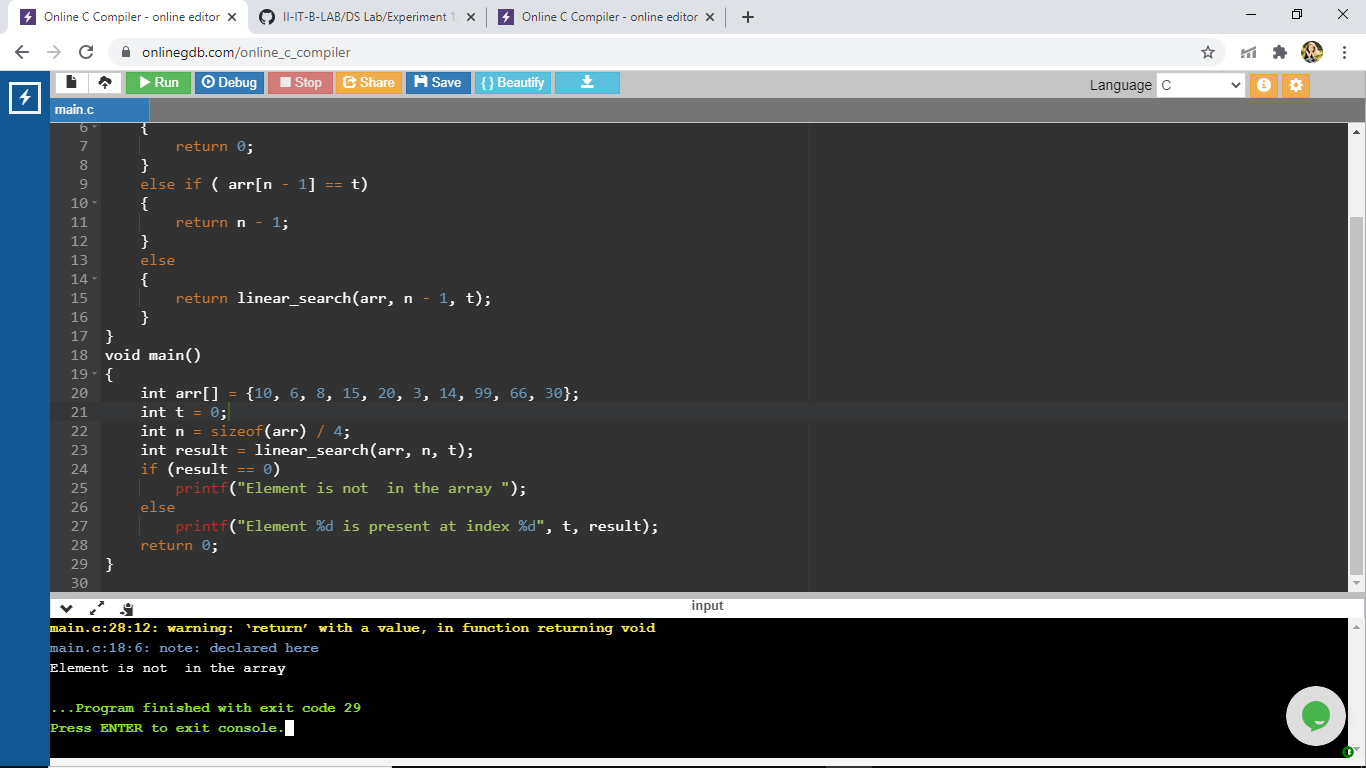 Online C Compiler - online editor
II-IT-B-LAB/DS Lab/Experiment 1.
Online C Compiler - online editor
onlinegdb.com/online_c_compiler
Run Debug Stop Share Save { } Beautify
Language C
main.c
6 {
7 return 0;
8 }
9 else if ( arr[n - 1] == t)
10 {
11 return n - 1;
12 }
13 else
14 {
15 return linear_search(arr, n - 1, t);
16 }
17 }
18 void main()
19 {
20 int arr[] = {10, 6, 8, 15, 20, 3, 14, 99, 66, 30};
21 int t = 0;
22 int n = sizeof(arr) / 4;
23 int result = linear_search(arr, n, t);
24 if (result == 0)
25 printf("Element is not  in the array ");
26 else
27 printf("Element %d is present at index %d", t, result);
28 return 0;
29 }
30
input
main.c:28:12: warning: ‘return’ with a value, in function returning void
main.c:18:6: note: declared here
Element is not  in the array
...Program finished with exit code 29
Press ENTER to exit console.